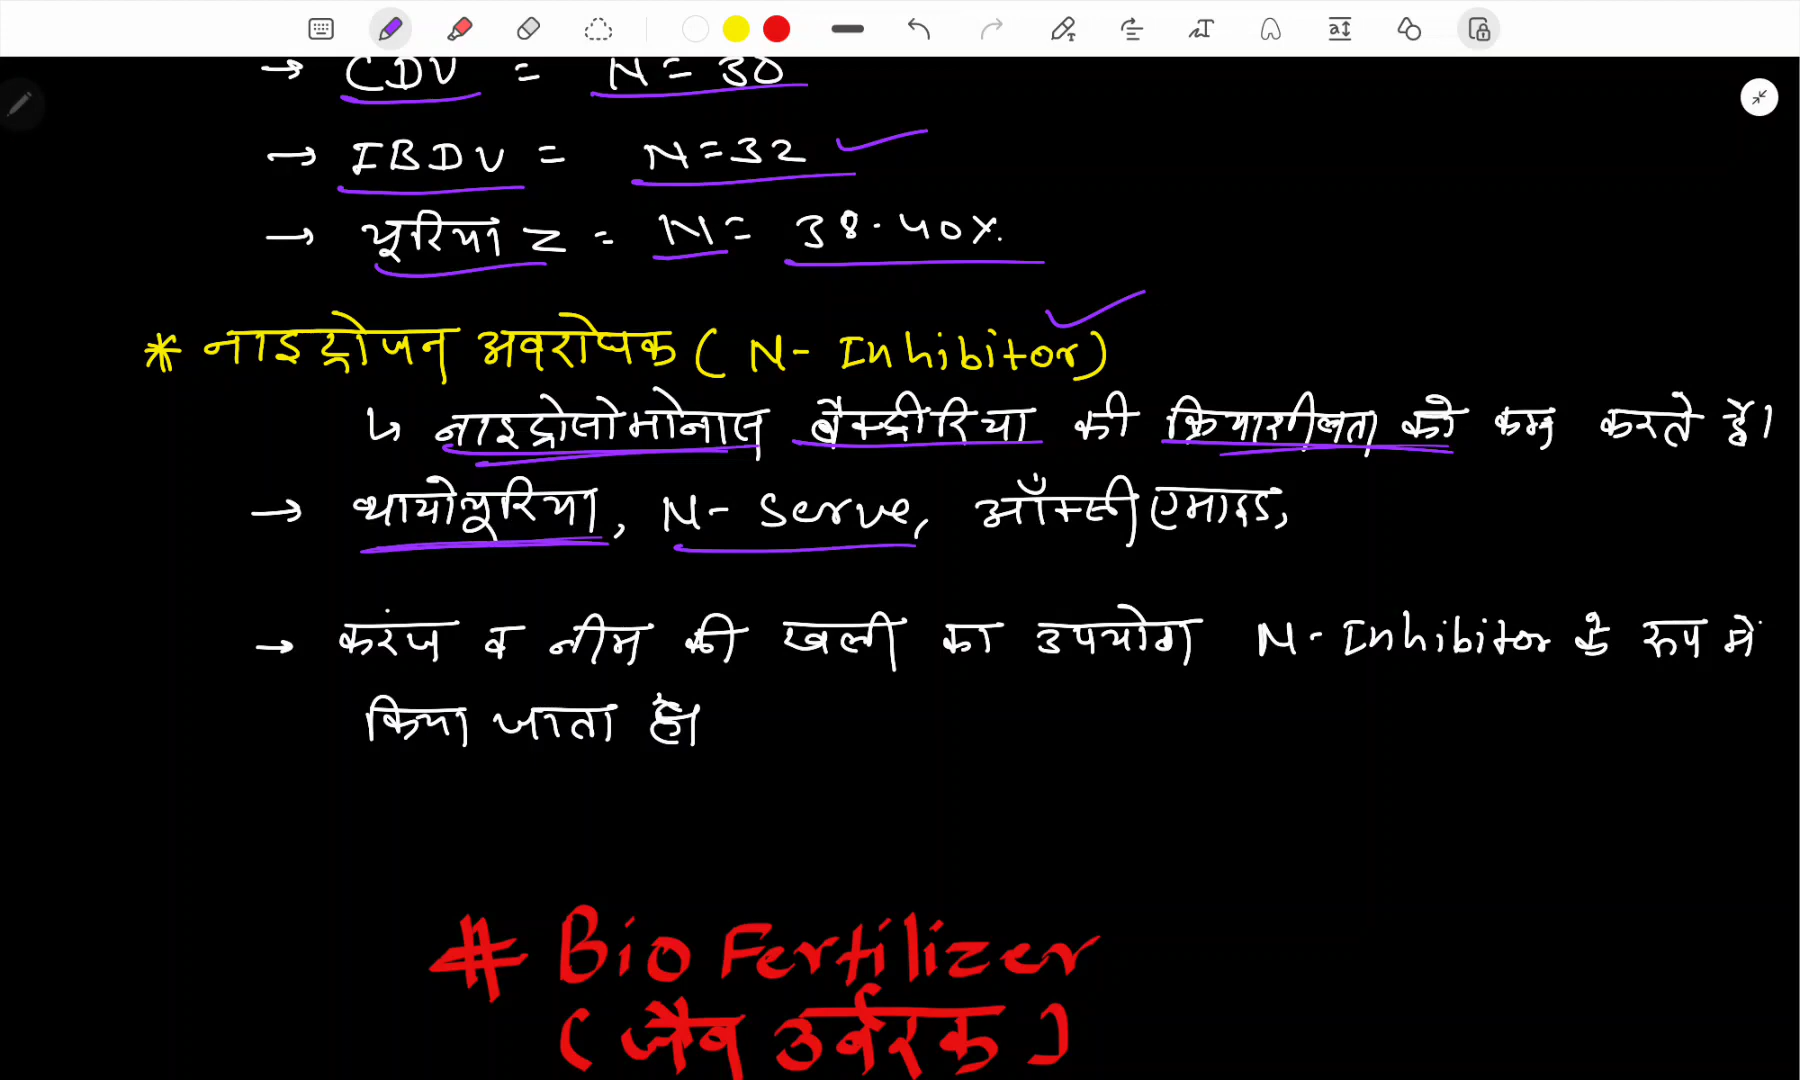 → CDU = N = 30
→ IBDU = N = 32
→ यूरिया Z = N = 38.40%.
* नाइट्रोजन अवरोधक ( N - Inhibitor)
↳ नाइट्रोसोमोनास बैक्टीरिया की क्रियाशीलता को कम करते हैं।
→ थायोयूरिया, N - Serve, ऑक्सीएमाइड,
→ करंज व नीम की खली का उपयोग N - Inhibitor के रूप में
किया जाता है।
# Bio Fertilizer
( जैव उर्वरक )